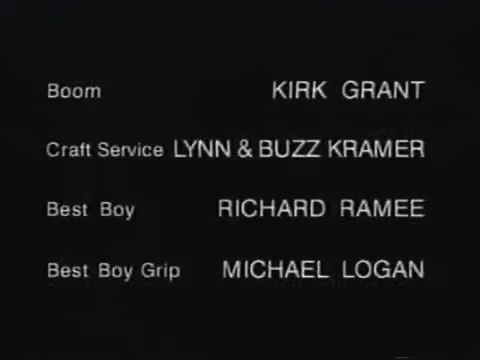 Boom KIRK GRANT
Craft Service LYNN & BUZZ KRAMER
Best Boy RICHARD RAMEE
Best Boy Grip MICHAEL LOGAN